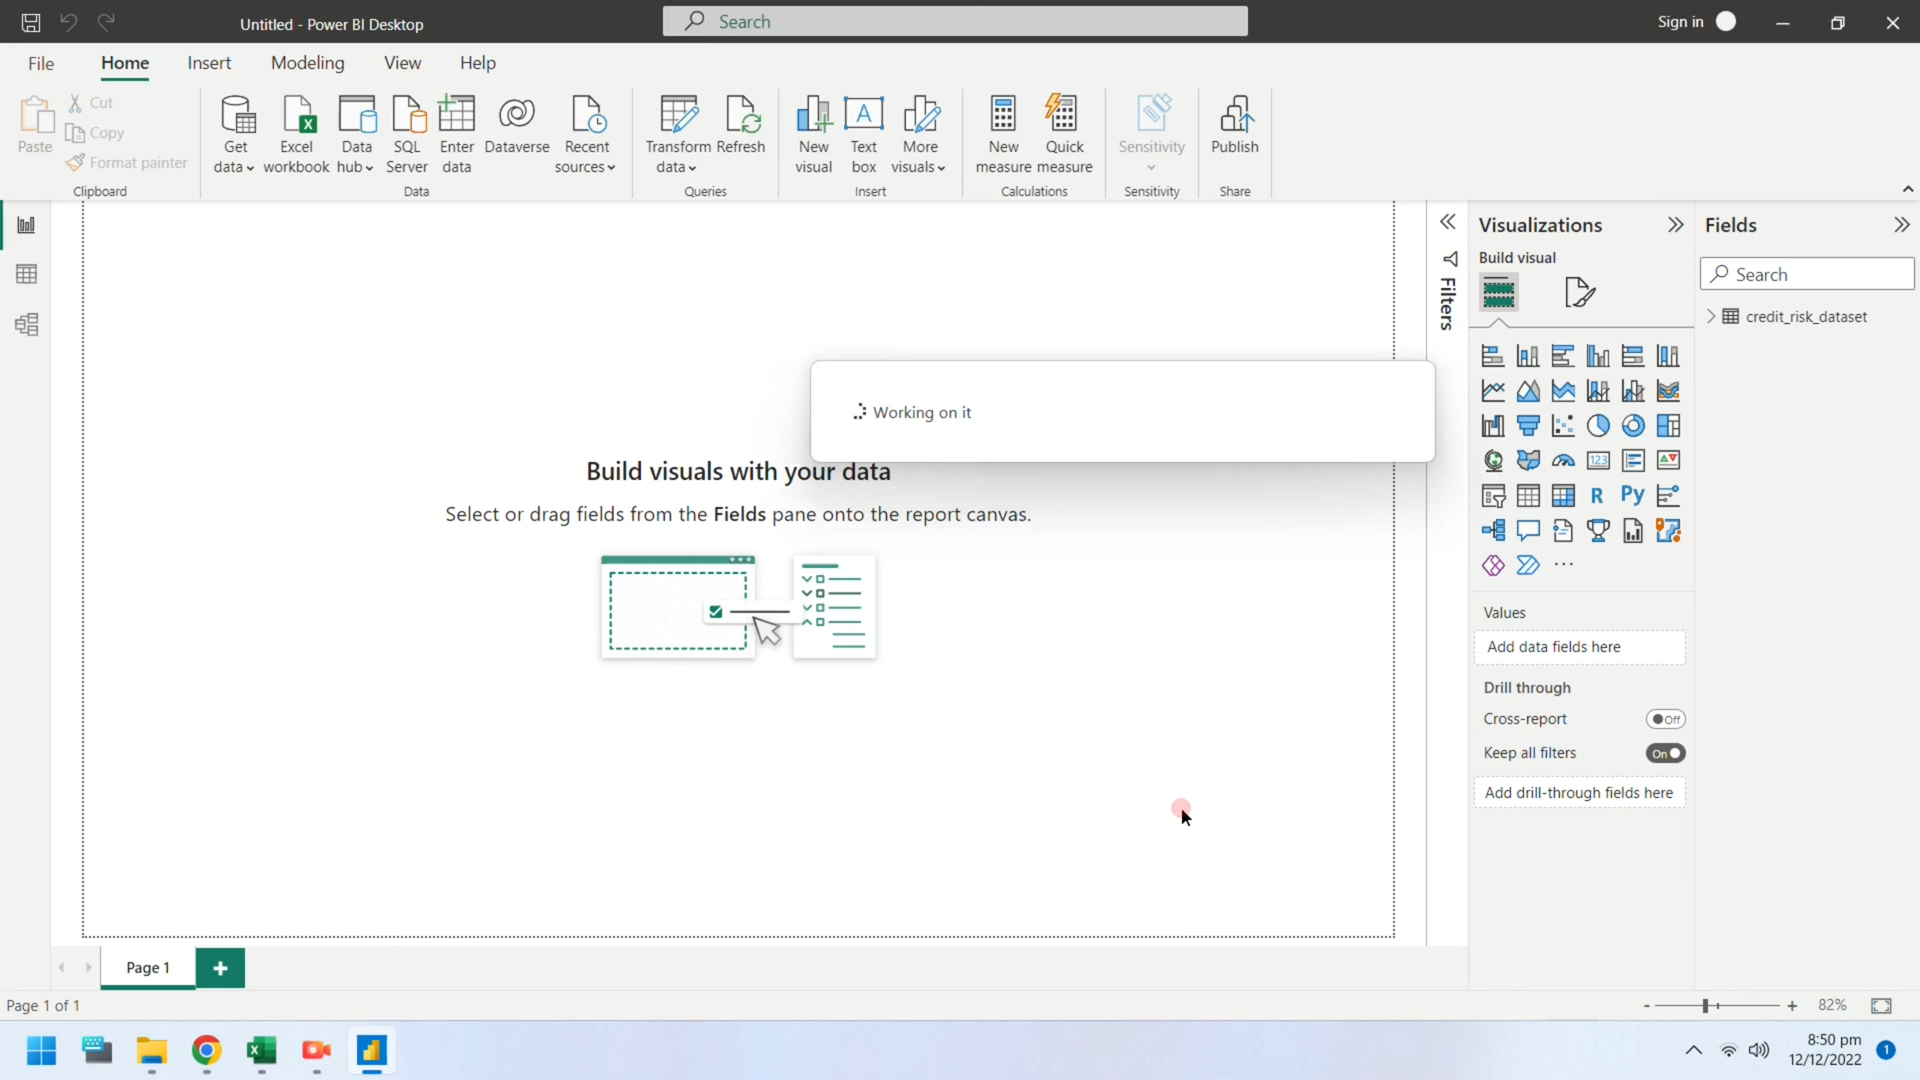 Untitled - Power BI Desktop
Search
Sign in
File
Home
Insert
Modeling
View
Help
Paste
Cut
Copy
Format painter
Clipboard
Get data
Excel workbook
Data hub
SQL Server
Enter data
Dataverse
Recent sources
Data
Transform data
Refresh
Queries
New visual
Text box
More visuals
Insert
New measure
Quick measure
Calculations
Sensitivity
Sensitivity
Publish
Share
Filters
Visualizations
Build visual
Fields
Search
credit_risk_dataset
123
R
Py
Working on it
Build visuals with your data
Select or drag fields from the Fields pane onto the report canvas.
Values
Add data fields here
Drill through
Cross-report
Off
Keep all filters
On
Add drill-through fields here
Page 1
Page 1 of 1
82%
8:50 pm
12/12/2022
1